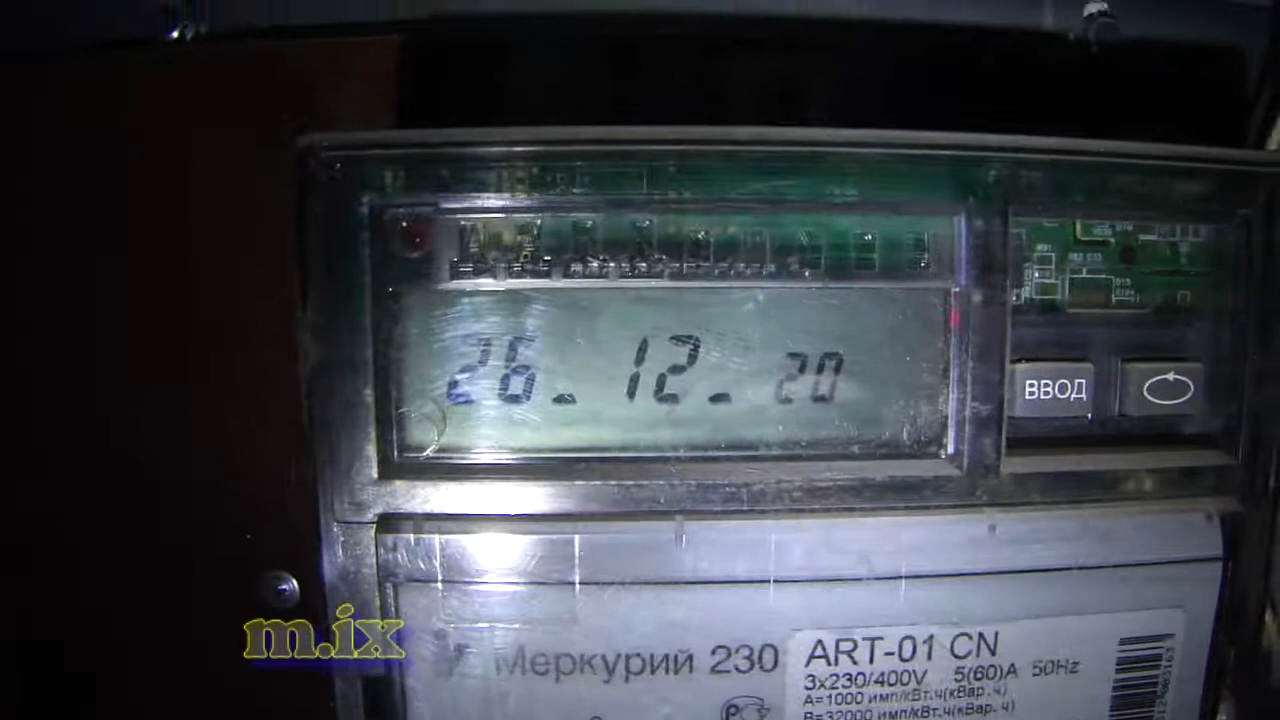 26-12-20
ВВОД
m.ix
Меркурий 230
ART-01 CN
3x230/400V 5(60)A 50Hz
A=1000 имп/кВт.ч(кВар.ч)
B=32000 имп/кВт.ч(кВар.ч)